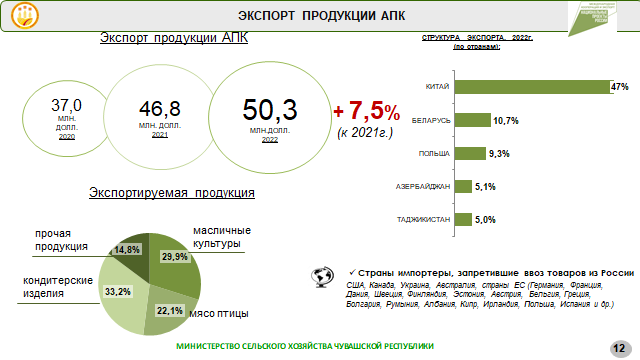 ЭКСПОРТ ПРОДУКЦИИ АПК
Экспорт продукции АПК
37,0
МЛН.
ДОЛЛ.
2020
46,8
МЛН. ДОЛЛ.
2021
50,3
МЛН.ДОЛЛ.
2022
+ 7,5%
(к 2021г.)
Экспортируемая продукция
прочая
продукция
14,8%
масличные
культуры
29,9%
кондитерские
изделия
33,2%
22,1%
мясо птицы
СТРУКТУРА ЭКСПОРТА, 2022г.
(по странам):
КИТАЙ
47%
БЕЛАРУСЬ
10,7%
ПОЛЬША
9,3%
АЗЕРБАЙДЖАН
5,1%
ТАДЖИКИСТАН
5,0%
✓ Страны импортеры, запретившие ввоз товаров из России
США, Канада, Украина, Австралия, страны ЕС (Германия, Франция,
Дания, Швеция, Финляндия, Эстония, Австрия, Бельгия, Греция,
Болгария, Румыния, Албания, Кипр, Ирландия, Польша, Испания и др.)
МИНИСТЕРСТВО СЕЛЬСКОГО ХОЗЯЙСТВА ЧУВАШСКОЙ РЕСПУБЛИКИ
12